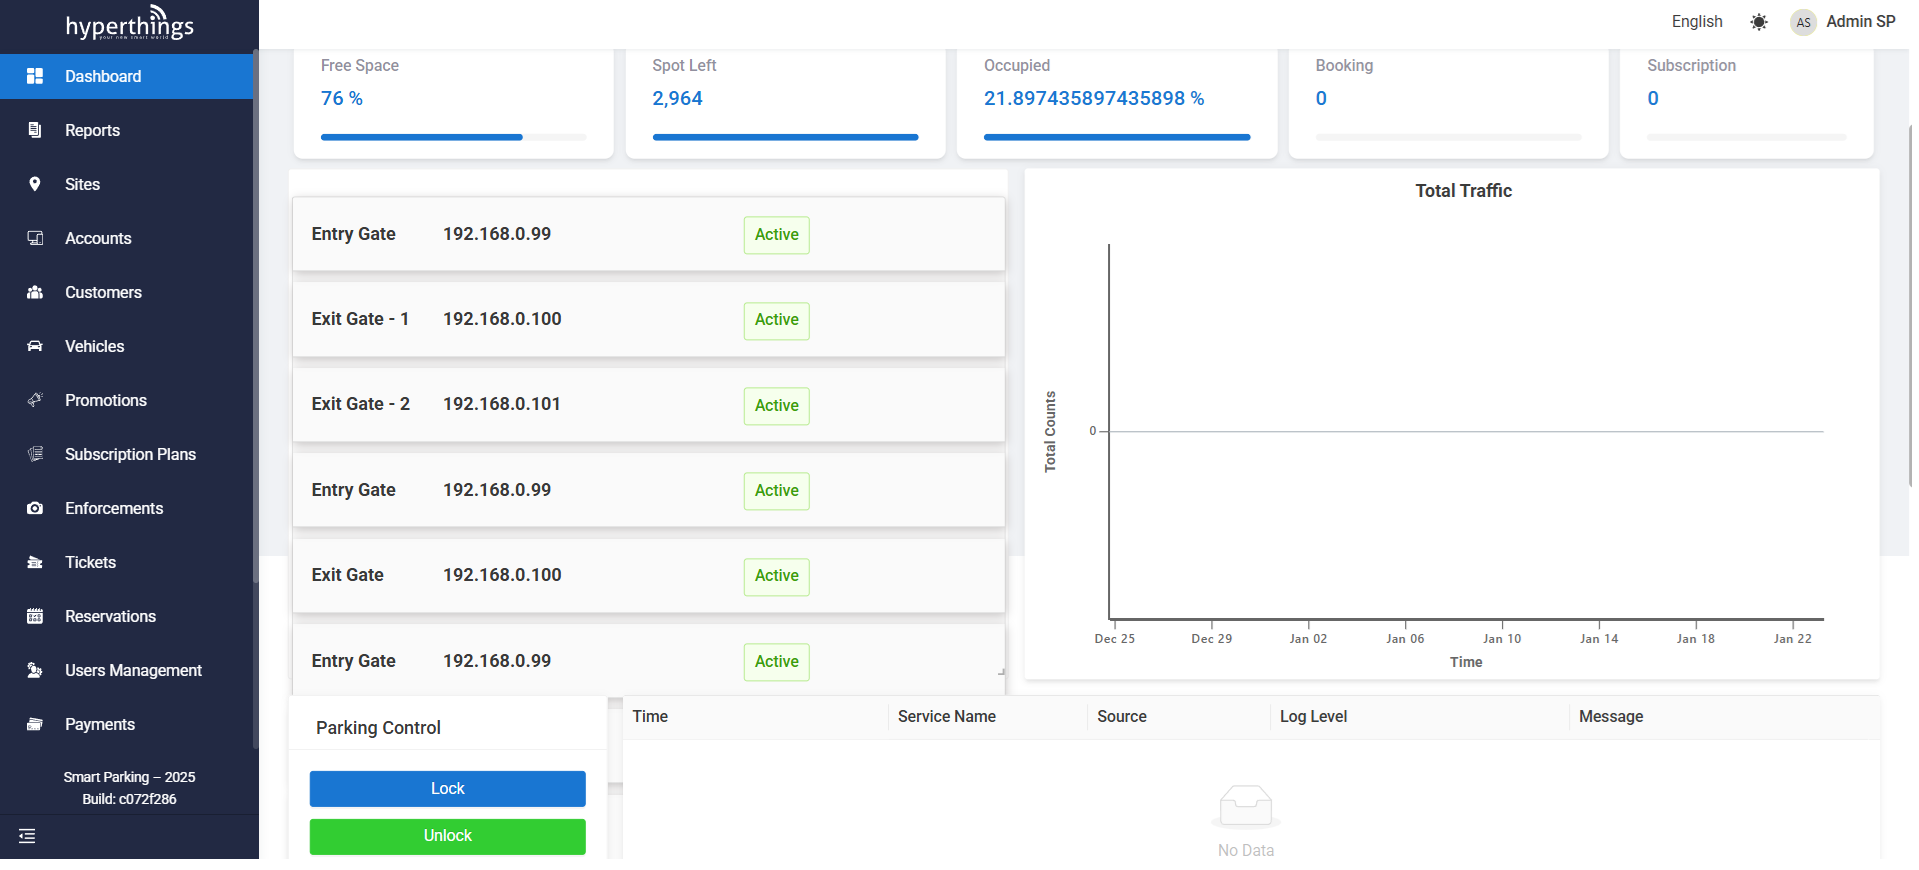 hyperthings
your new smart world
English
AS
Admin SP
Dashboard
Reports
Sites
Accounts
Customers
Vehicles
Promotions
Subscription Plans
Enforcements
Tickets
Reservations
Users Management
Payments
Smart Parking – 2025
Build: c072f286
Free Space
76 %
Spot Left
2,964
Occupied
21.897435897435898 %
Booking
0
Subscription
0
Entry Gate 192.168.0.99 Active
Exit Gate - 1 192.168.0.100 Active
Exit Gate - 2 192.168.0.101 Active
Entry Gate 192.168.0.99 Active
Exit Gate 192.168.0.100 Active
Entry Gate 192.168.0.99 Active
Total Traffic
Total Counts
0
Dec 25 Dec 29 Jan 02 Jan 06 Jan 10 Jan 14 Jan 18 Jan 22
Time
Parking Control
Lock
Unlock
Time Service Name Source Log Level Message
No Data